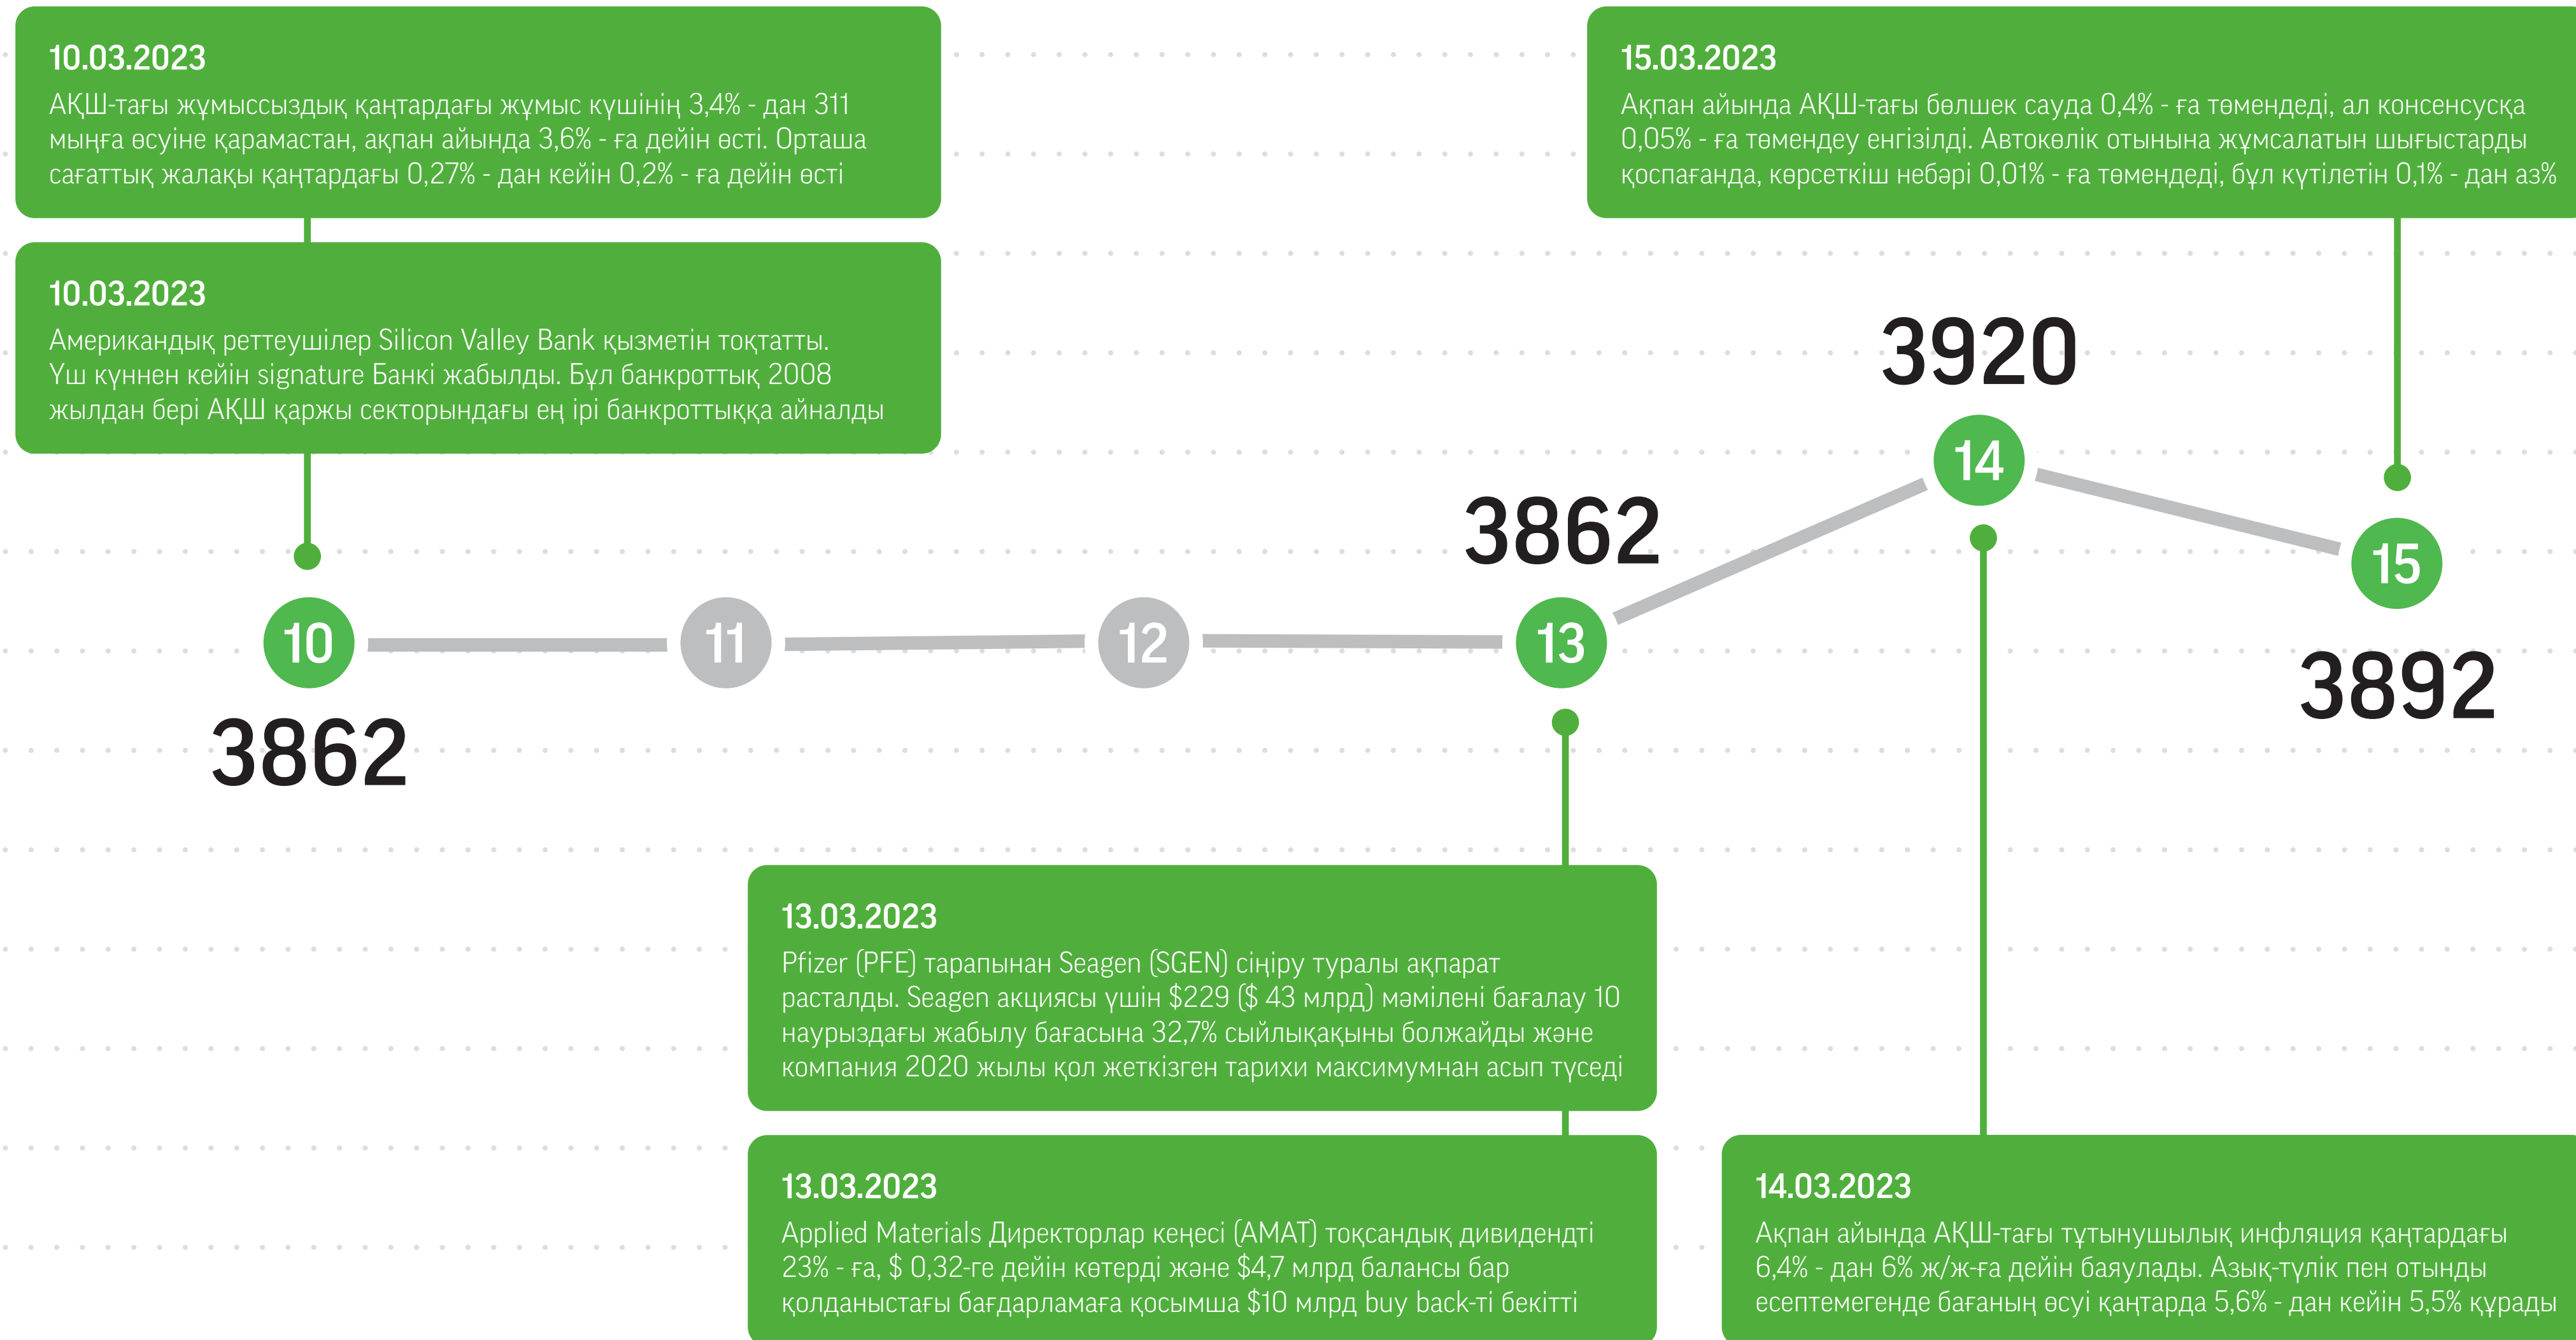 10.03.2023
АҚШ-тағы жұмыссыздық қаңтардағы жұмыс күшінің 3,4% - дан 311
мыңға өсуіне қарамастан, ақпан айында 3,6% - ға дейін өсті. Орташа
сағаттық жалақы қаңтардағы 0,27% - дан кейін 0,2% - ға дейін өсті
10.03.2023
Американдық реттеушілер Silicon Valley Bank қызметін тоқтатты.
Үш күннен кейін signature Банкі жабылды. Бұл банкроттық 2008
жылдан бері АҚШ қаржы секторындағы ең ірі банкроттыққа айналды
15.03.2023
Ақпан айында АҚШ-тағы бөлшек сауда 0,4% - ға төмендеді, ал консенсусқа
0,05% - ға төмендеу енгізілді. Автокөлік отынына жұмсалатын шығыстарды
қоспағанда, көрсеткіш небәрі 0,01% - ға төмендеді, бұл күтілетін 0,1% - дан аз%
10
3862
11
12
3862
13
3920
14
15
3892
13.03.2023
Pfizer (PFE) тарапынан Seagen (SGEN) сіңіру туралы ақпарат
расталды. Seagen акциясы үшін $229 ($ 43 млрд) мәмілені бағалау 10
наурыздағы жабылу бағасына 32,7% сыйлықақыны болжайды және
компания 2020 жылы қол жеткізген тарихи максимумнан асып түседі
13.03.2023
Applied Materials Директорлар кеңесі (AMAT) тоқсандық дивидендті
23% - ға, $ 0,32-ге дейін көтерді және $4,7 млрд балансы бар
қолданыстағы бағдарламаға қосымша $10 млрд buy back-ті бекітті
14.03.2023
Ақпан айында АҚШ-тағы тұтынушылық инфляция қаңтардағы
6,4% - дан 6% ж/ж-ға дейін баяулады. Азық-түлік пен отынды
есептемегенде бағаның өсуі қаңтарда 5,6% - дан кейін 5,5% құрады